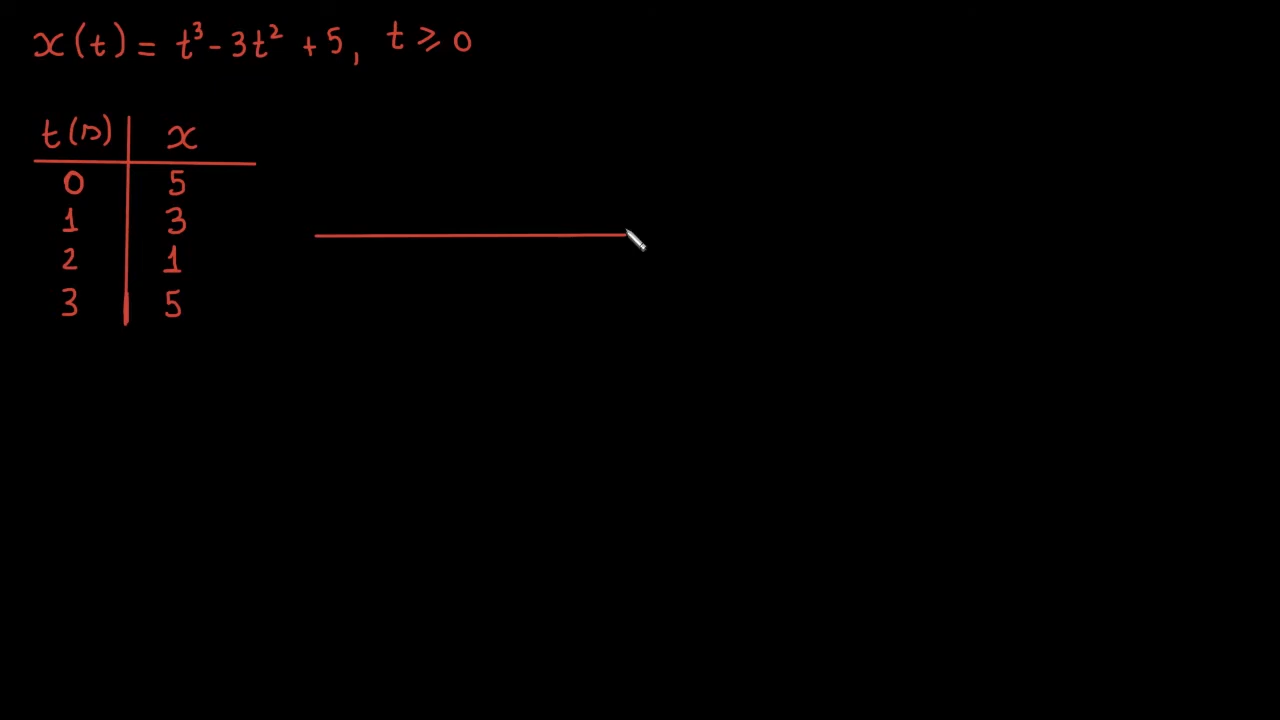 x(t) = t³ - 3t² + 5, t ≥ 0
t(s) x
0 5
1 3
2 1
3 5